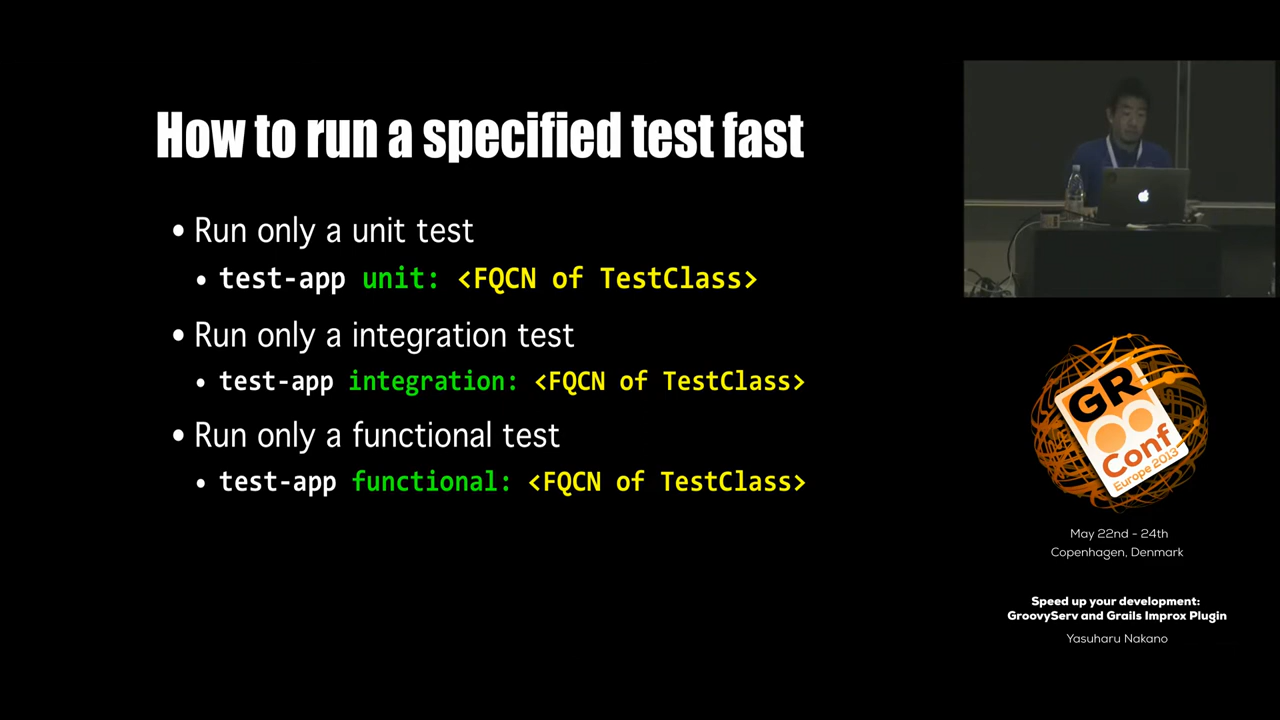 How to run a specified test fast
• Run only a unit test
• test-app unit: <FQCN of TestClass>
• Run only a integration test
• test-app integration: <FQCN of TestClass>
• Run only a functional test
• test-app functional: <FQCN of TestClass>
GR
8
Conf
Europe 2013
May 22nd - 24th
Copenhagen, Denmark
Speed up your development:
GroovyServ and Grails Improx Plugin
Yasuharu Nakano